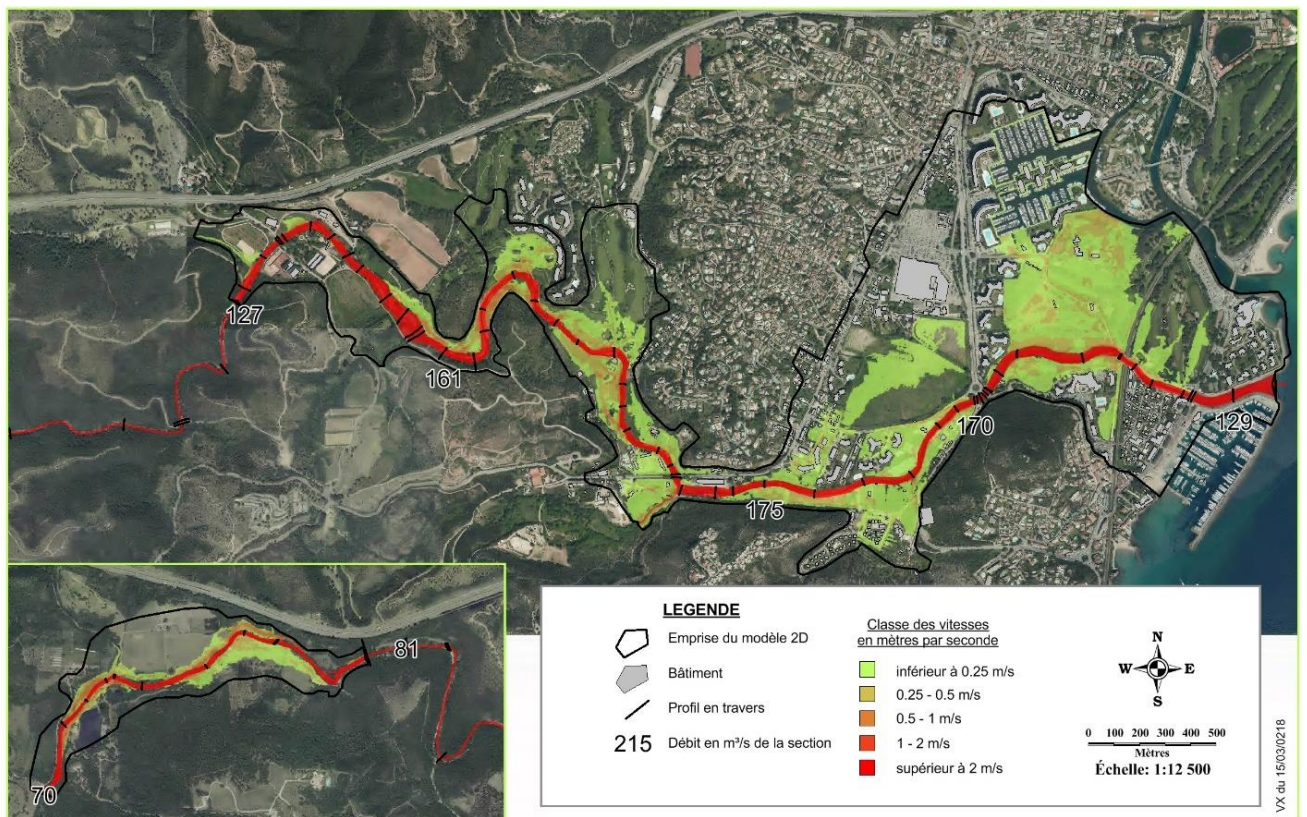 127
161
175
170
129
81
70
LEGENDE
Emprise du modèle 2D
Bâtiment
Profil en travers
215 Débit en m³/s de la section
Classe des vitesses
en mètres par seconde
inférieur à 0.25 m/s
0.25 - 0.5 m/s
0.5 - 1 m/s
1 - 2 m/s
supérieur à 2 m/s
N
W E
S
0 100 200 300 400 500
Mètres
Échelle: 1:12 500
VX du 15/03/0218